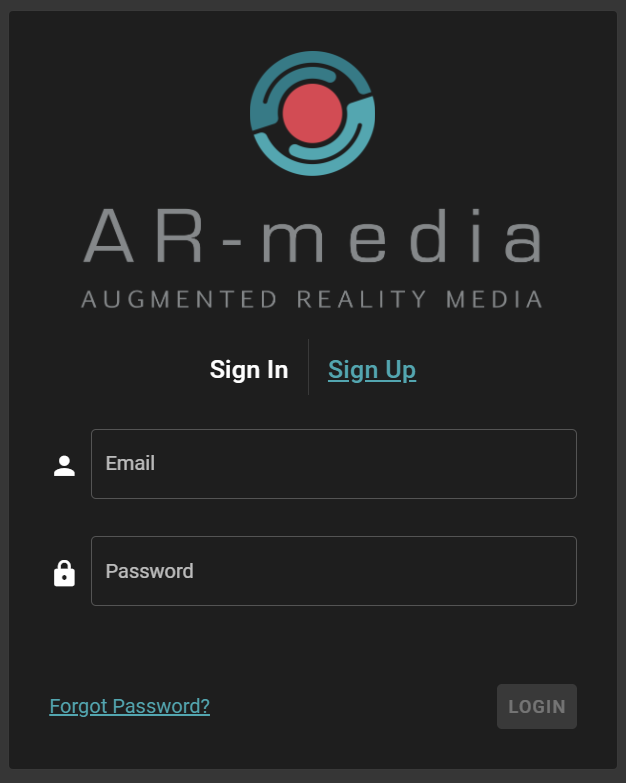 AR-media
AUGMENTED REALITY MEDIA
Sign In
Sign Up
Email
Password
Forgot Password?
LOGIN